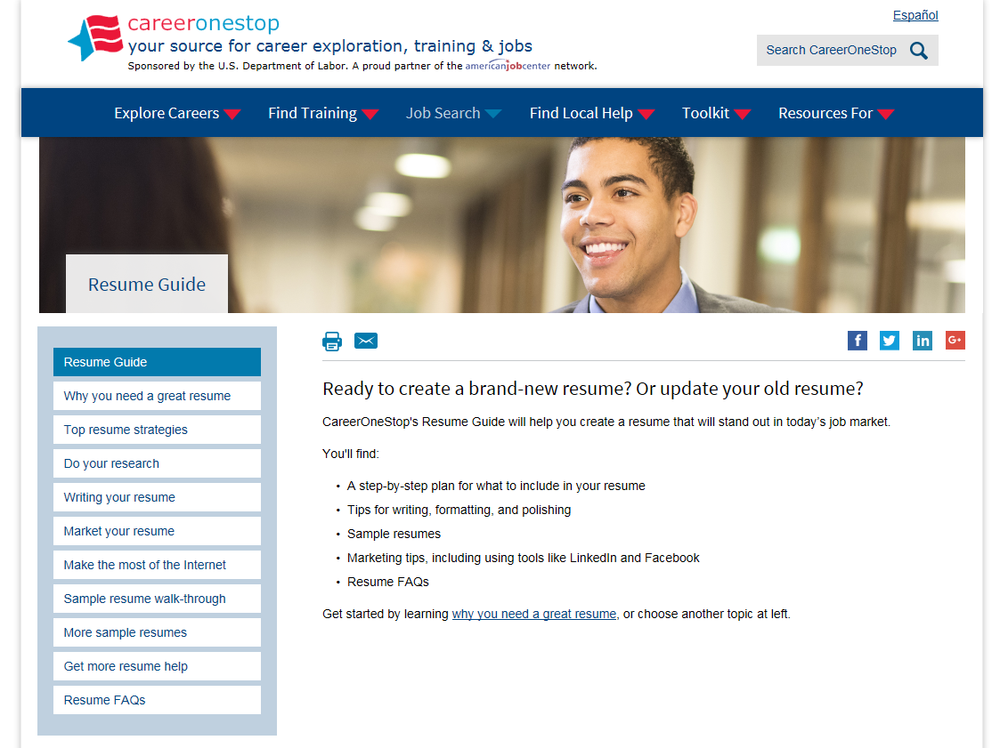 careeronestop
your source for career exploration, training & jobs
Sponsored by the U.S. Department of Labor. A proud partner of the americanjobcenter network.
Español
Search CareerOneStop
Explore Careers Find Training Job Search Find Local Help Toolkit Resources For
Resume Guide
Resume Guide
Why you need a great resume
Top resume strategies
Do your research
Writing your resume
Market your resume
Make the most of the Internet
Sample resume walk-through
More sample resumes
Get more resume help
Resume FAQs
f in G+
Ready to create a brand-new resume? Or update your old resume?
CareerOneStop's Resume Guide will help you create a resume that will stand out in today’s job market.
You'll find:
• A step-by-step plan for what to include in your resume
• Tips for writing, formatting, and polishing
• Sample resumes
• Marketing tips, including using tools like LinkedIn and Facebook
• Resume FAQs
Get started by learning why you need a great resume, or choose another topic at left.